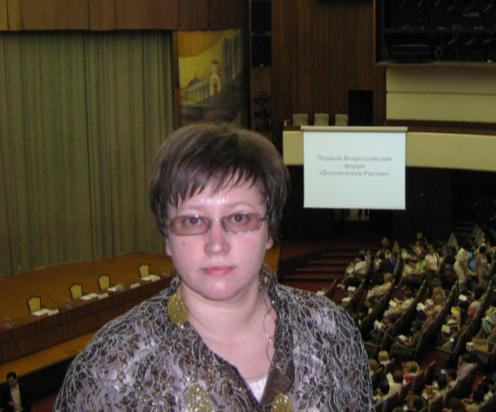 Первый Всероссийский
форум
«Воспитатели России»